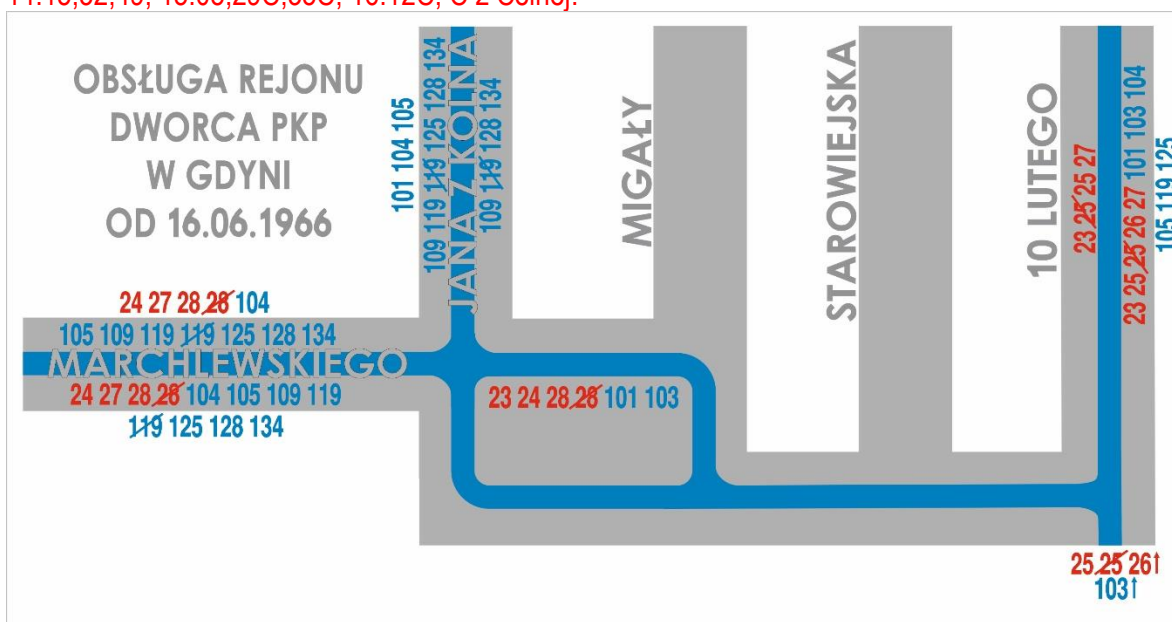 OBSŁUGA REJONU
DWORCA PKP
W GDYNI
OD 16.06.1966
101 104 105
109 119 119 125 128 134
JANA Z KOLNA
109 119 128 134
MIGAŁY
STAROWIEJSKA
10 LUTEGO
23 25 25 27
23 25 25 26 27 101 103 104
105 119 125
24 27 28 28 104
105 109 119 119 125 128 134
MARCHLEWSKIEGO
24 27 28 28 104 105 109 119
119 125 128 134
23 24 28 28 101 103
25 25 26↑
103↑